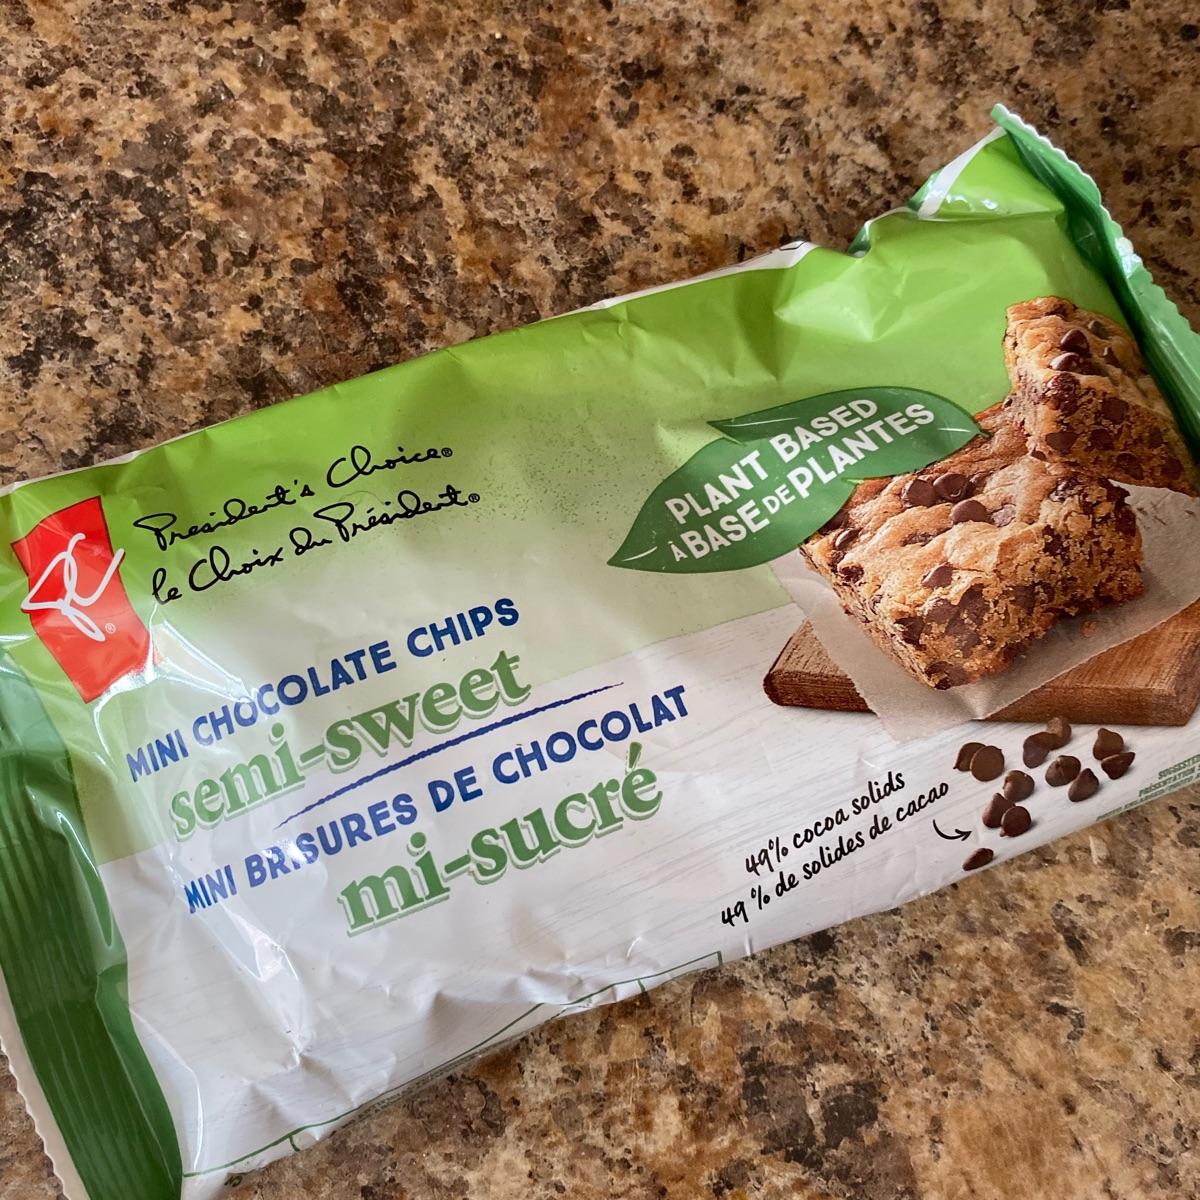 President's Choice®
le Choix du Président®
PC®
PLANT BASED
À BASE DE PLANTES
MINI CHOCOLATE CHIPS
semi-sweet
MINI BRISURES DE CHOCOLAT
mi-sucré
49% cocoa solids
49 % de solides de cacao